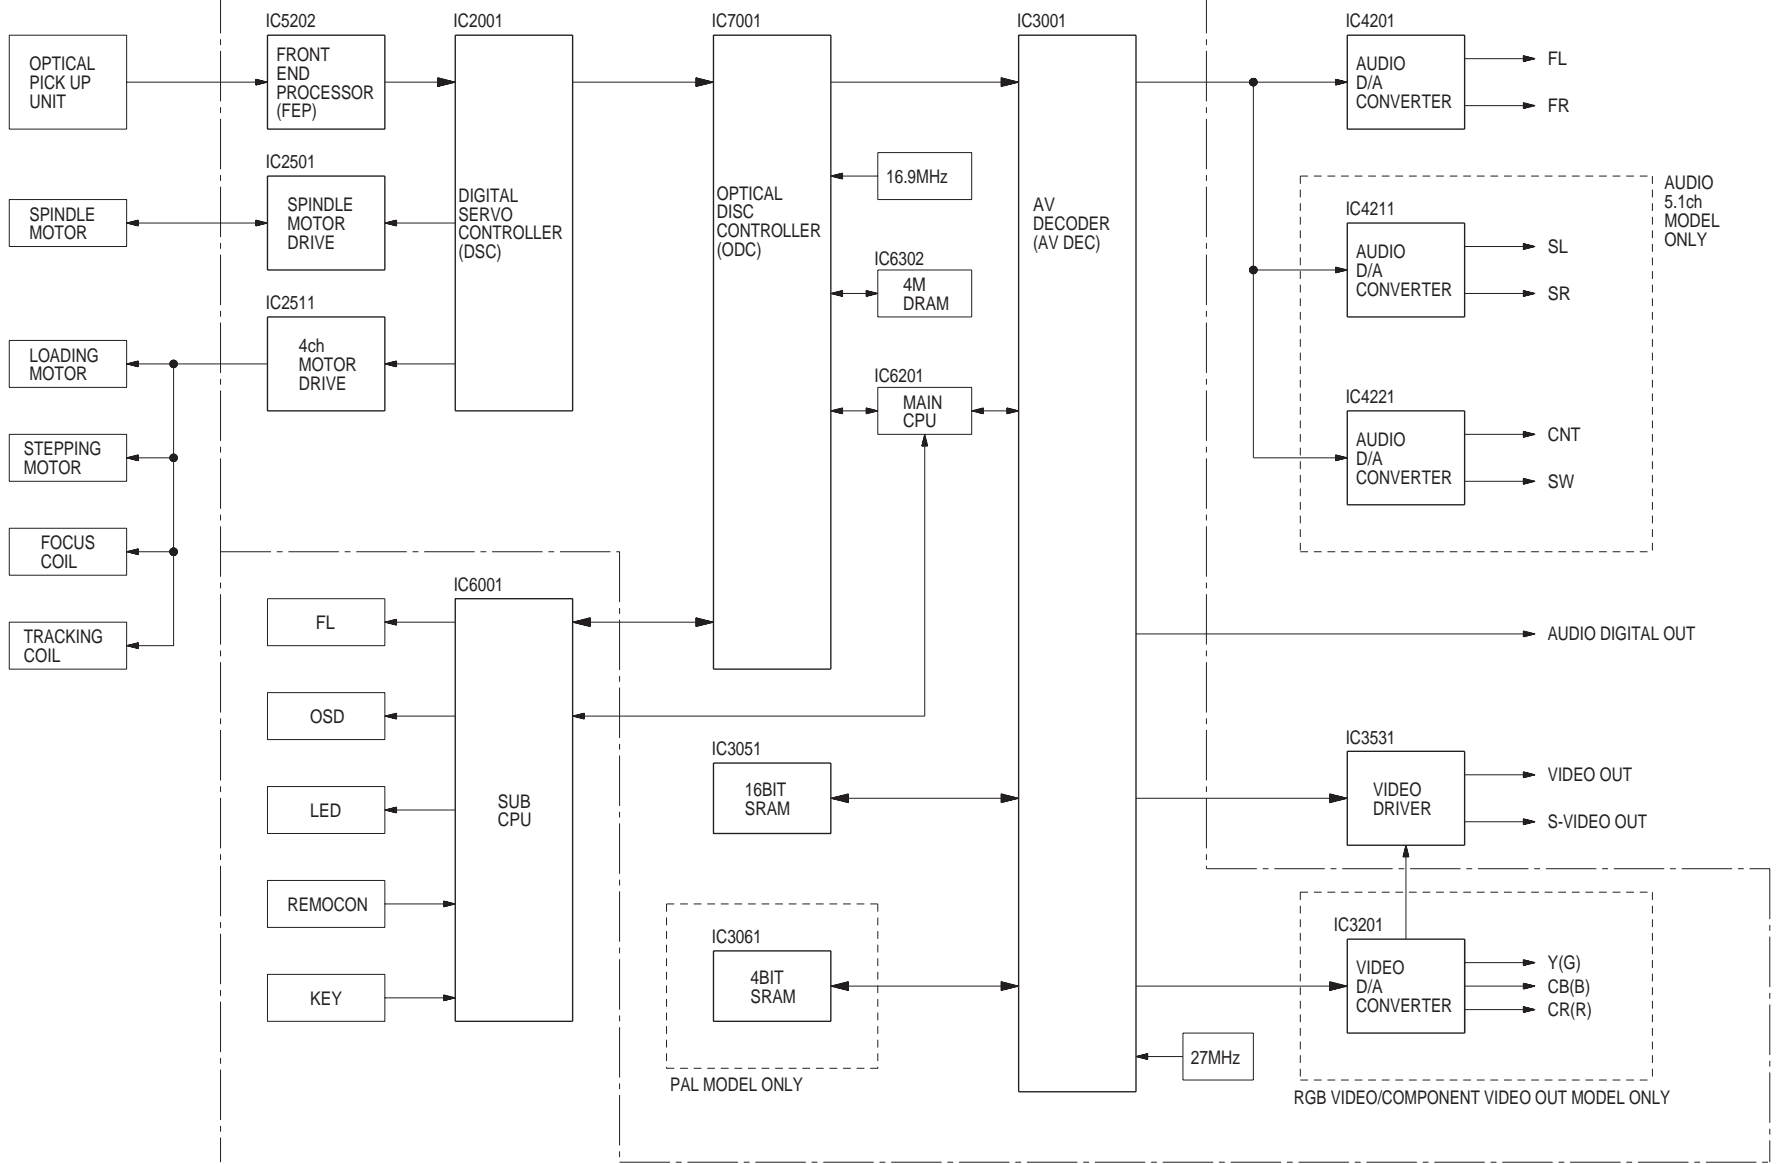 IC5202
IC2001
IC7001
IC3001
IC4201
OPTICAL
PICK UP
UNIT
FRONT
END
PROCESSOR
(FEP)
AUDIO
D/A
CONVERTER
FL
FR
IC2501
SPINDLE
MOTOR
SPINDLE
MOTOR
DRIVE
DIGITAL
SERVO
CONTROLLER
(DSC)
OPTICAL
DISC
CONTROLLER
(ODC)
16.9MHz
AV
DECODER
(AV DEC)
AUDIO
5.1ch
MODEL
ONLY
IC4211
AUDIO
D/A
CONVERTER
SL
SR
IC6302
4M
DRAM
IC2511
LOADING
MOTOR
4ch
MOTOR
DRIVE
IC6201
MAIN
CPU
IC4221
AUDIO
D/A
CONVERTER
CNT
SW
STEPPING
MOTOR
FOCUS
COIL
TRACKING
COIL
IC6001
FL
OSD
LED
REMOCON
KEY
SUB
CPU
AUDIO DIGITAL OUT
IC3051
16BIT
SRAM
IC3531
VIDEO
DRIVER
VIDEO OUT
S-VIDEO OUT
IC3061
4BIT
SRAM
PAL MODEL ONLY
IC3201
VIDEO
D/A
CONVERTER
Y(G)
CB(B)
CR(R)
27MHz
RGB VIDEO/COMPONENT VIDEO OUT MODEL ONLY